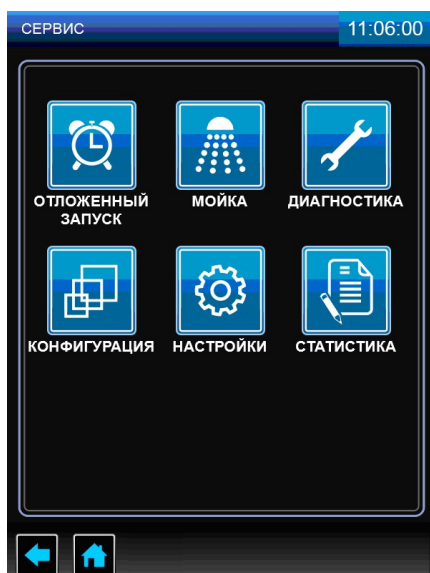 СЕРВИС
11:06:00
ОТЛОЖЕННЫЙ
ЗАПУСК
МОЙКА
ДИАГНОСТИКА
КОНФИГУРАЦИЯ
НАСТРОЙКИ
СТАТИСТИКА